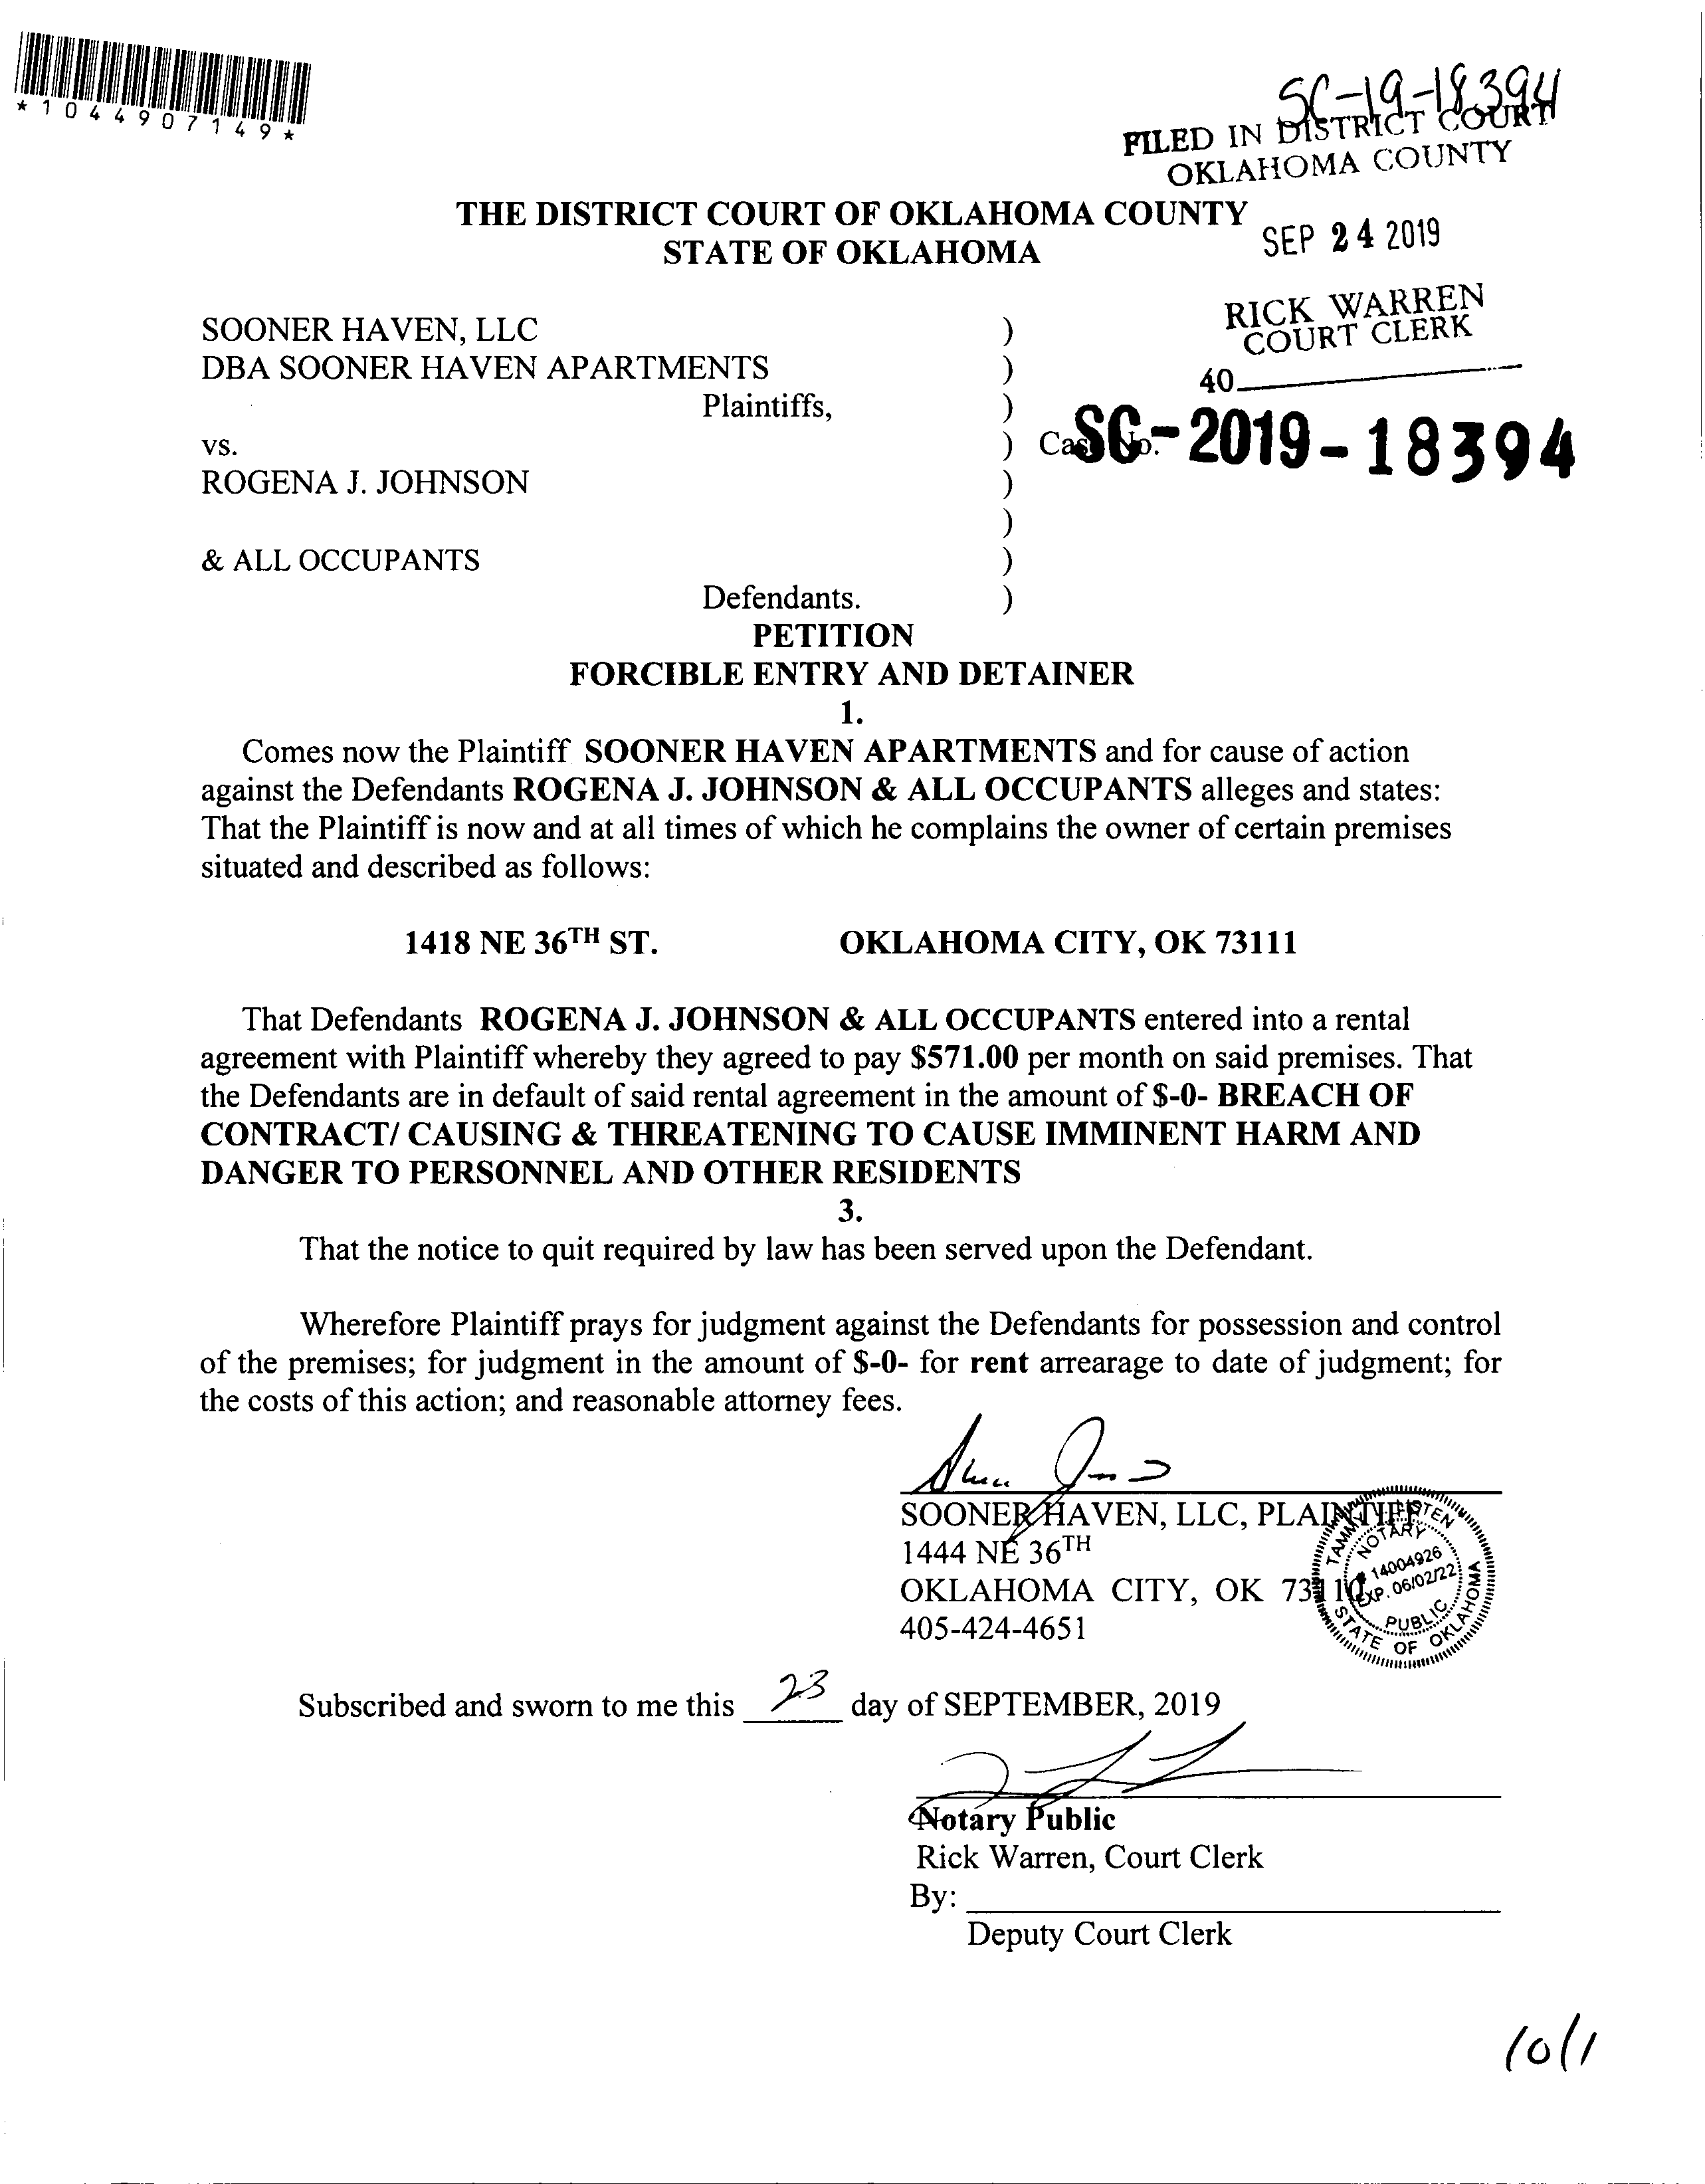 *1044907149*
SC-19-18394
FILED IN DISTRICT COURT
OKLAHOMA COUNTY
THE DISTRICT COURT OF OKLAHOMA COUNTY
STATE OF OKLAHOMA
SEP 24 2019
RICK WARREN
COURT CLERK
40
SOONER HAVEN, LLC )
DBA SOONER HAVEN APARTMENTS )
Plaintiffs, )
vs. ) Case No. SC-2019-18394
ROGENA J. JOHNSON )
)
& ALL OCCUPANTS )
Defendants. )
PETITION
FORCIBLE ENTRY AND DETAINER
1.
Comes now the Plaintiff SOONER HAVEN APARTMENTS and for cause of action
against the Defendants ROGENA J. JOHNSON & ALL OCCUPANTS alleges and states:
That the Plaintiff is now and at all times of which he complains the owner of certain premises
situated and described as follows:
1418 NE 36TH ST. OKLAHOMA CITY, OK 73111
That Defendants ROGENA J. JOHNSON & ALL OCCUPANTS entered into a rental
agreement with Plaintiff whereby they agreed to pay $571.00 per month on said premises. That
the Defendants are in default of said rental agreement in the amount of $-0- BREACH OF
CONTRACT/ CAUSING & THREATENING TO CAUSE IMMINENT HARM AND
DANGER TO PERSONNEL AND OTHER RESIDENTS
3.
That the notice to quit required by law has been served upon the Defendant.
Wherefore Plaintiff prays for judgment against the Defendants for possession and control
of the premises; for judgment in the amount of $-0- for rent arrearage to date of judgment; for
the costs of this action; and reasonable attorney fees.
SOONER HAVEN, LLC, PLAINTIFF
1444 NE 36TH
OKLAHOMA CITY, OK 73110
405-424-4651
NOTARY
# 14004926
EXP. 06/02/22
PUBLIC
STATE OF OKLAHOMA
Subscribed and sworn to me this 23 day of SEPTEMBER, 2019
Notary Public
Rick Warren, Court Clerk
By:
Deputy Court Clerk
10/1